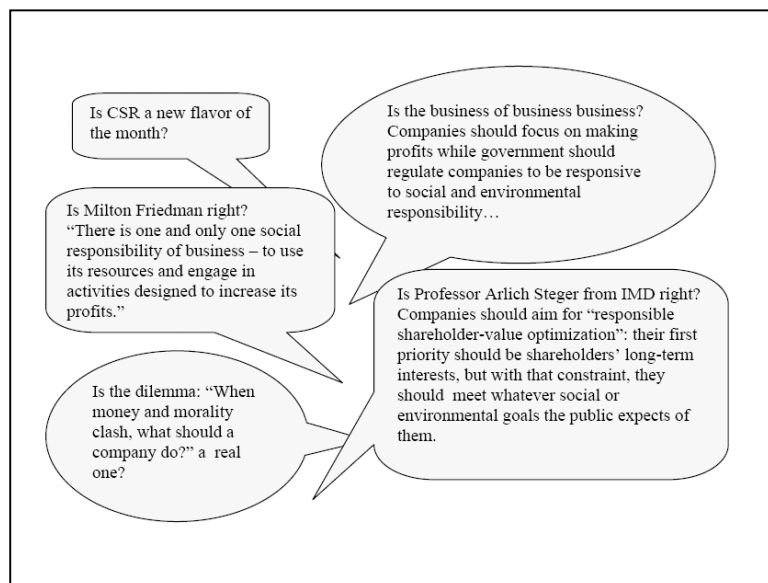 Is CSR a new flavor of
the month?
Is the business of business business?
Companies should focus on making
profits while government should
regulate companies to be responsive
to social and environmental
responsibility…
Is Milton Friedman right?
“There is one and only one social
responsibility of business – to use
its resources and engage in
activities designed to increase its
profits.”
Is Professor Arlich Steger from IMD right?
Companies should aim for “responsible
shareholder-value optimization”: their first
priority should be shareholders’ long-term
interests, but with that constraint, they
should meet whatever social or
environmental goals the public expects of
them.
Is the dilemma: “When
money and morality
clash, what should a
company do?” a real
one?